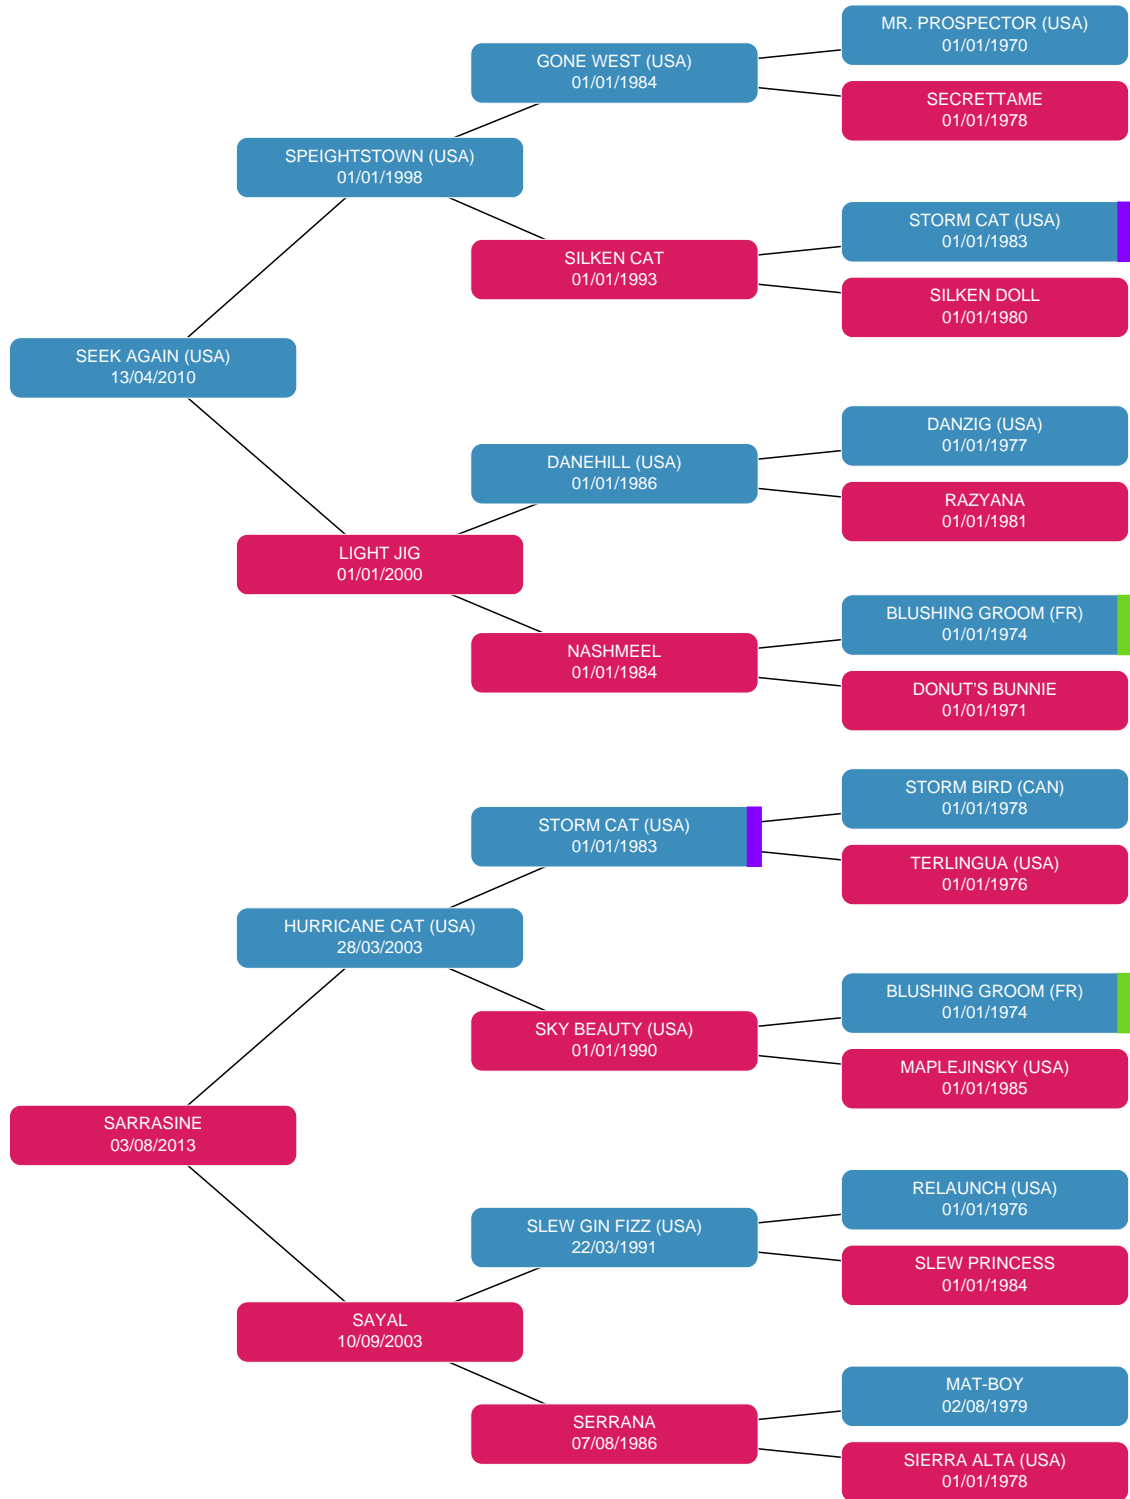 MR. PROSPECTOR (USA)
01/01/1970
GONE WEST (USA)
01/01/1984
SECRETTAME
01/01/1978
SPEIGHTSTOWN (USA)
01/01/1998
STORM CAT (USA)
01/01/1983
SILKEN CAT
01/01/1993
SILKEN DOLL
01/01/1980
SEEK AGAIN (USA)
13/04/2010
DANZIG (USA)
01/01/1977
DANEHILL (USA)
01/01/1986
RAZYANA
01/01/1981
LIGHT JIG
01/01/2000
BLUSHING GROOM (FR)
01/01/1974
NASHMEEL
01/01/1984
DONUT'S BUNNIE
01/01/1971
STORM BIRD (CAN)
01/01/1978
STORM CAT (USA)
01/01/1983
TERLINGUA (USA)
01/01/1976
HURRICANE CAT (USA)
28/03/2003
BLUSHING GROOM (FR)
01/01/1974
SKY BEAUTY (USA)
01/01/1990
MAPLEJINSKY (USA)
01/01/1985
SARRASINE
03/08/2013
RELAUNCH (USA)
01/01/1976
SLEW GIN FIZZ (USA)
22/03/1991
SLEW PRINCESS
01/01/1984
SAYAL
10/09/2003
MAT-BOY
02/08/1979
SERRANA
07/08/1986
SIERRA ALTA (USA)
01/01/1978